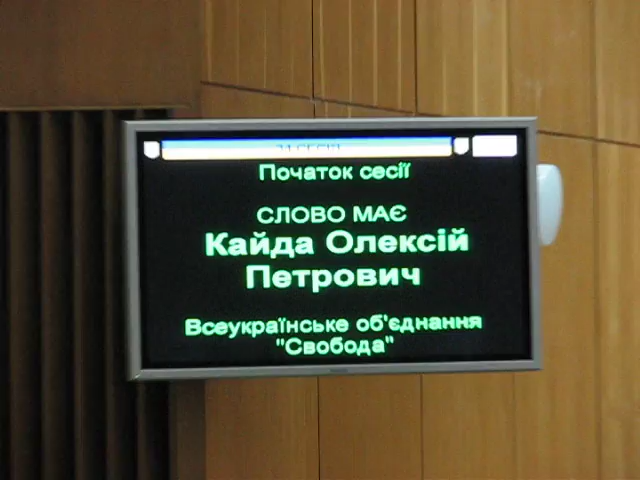 Початок сесії
СЛОВО МАЄ
Кайда Олексій
Петрович
Всеукраїнське об'єднання
"Свобода"